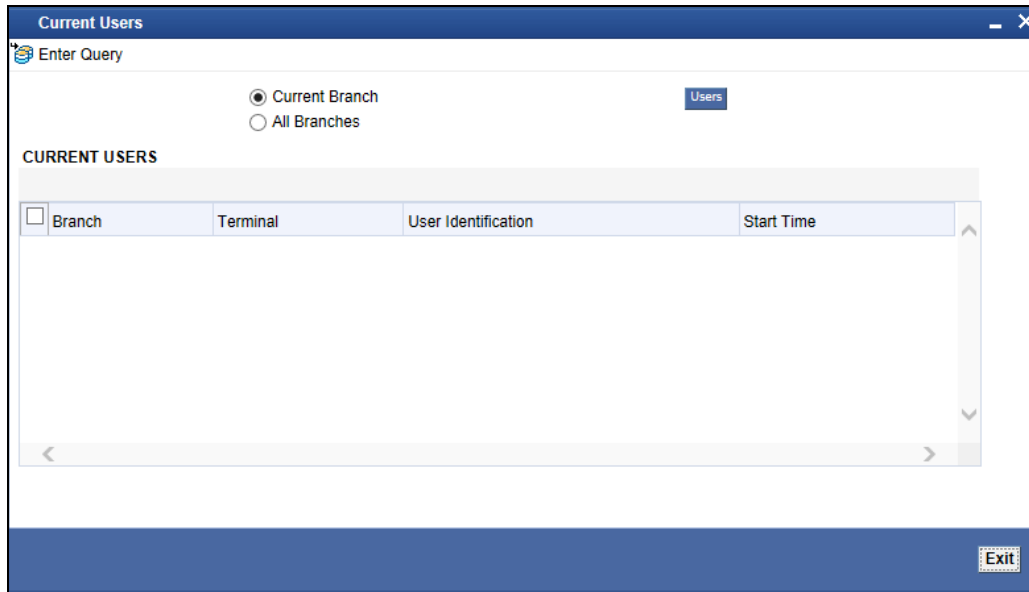 Current Users
Enter Query
Current Branch Users
All Branches
CURRENT USERS
Branch Terminal User Identification Start Time
Exit